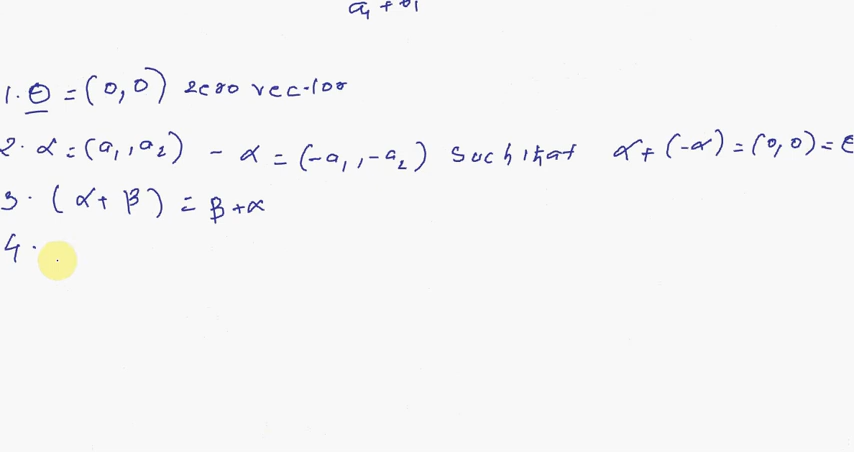 a₁ + b₁
1. θ = (0, 0) zero vector
2. α = (a₁, a₂) - α = (-a₁, -a₂) such that α + (-α) = (0, 0) = θ
3. (α + β) = β + α
4.